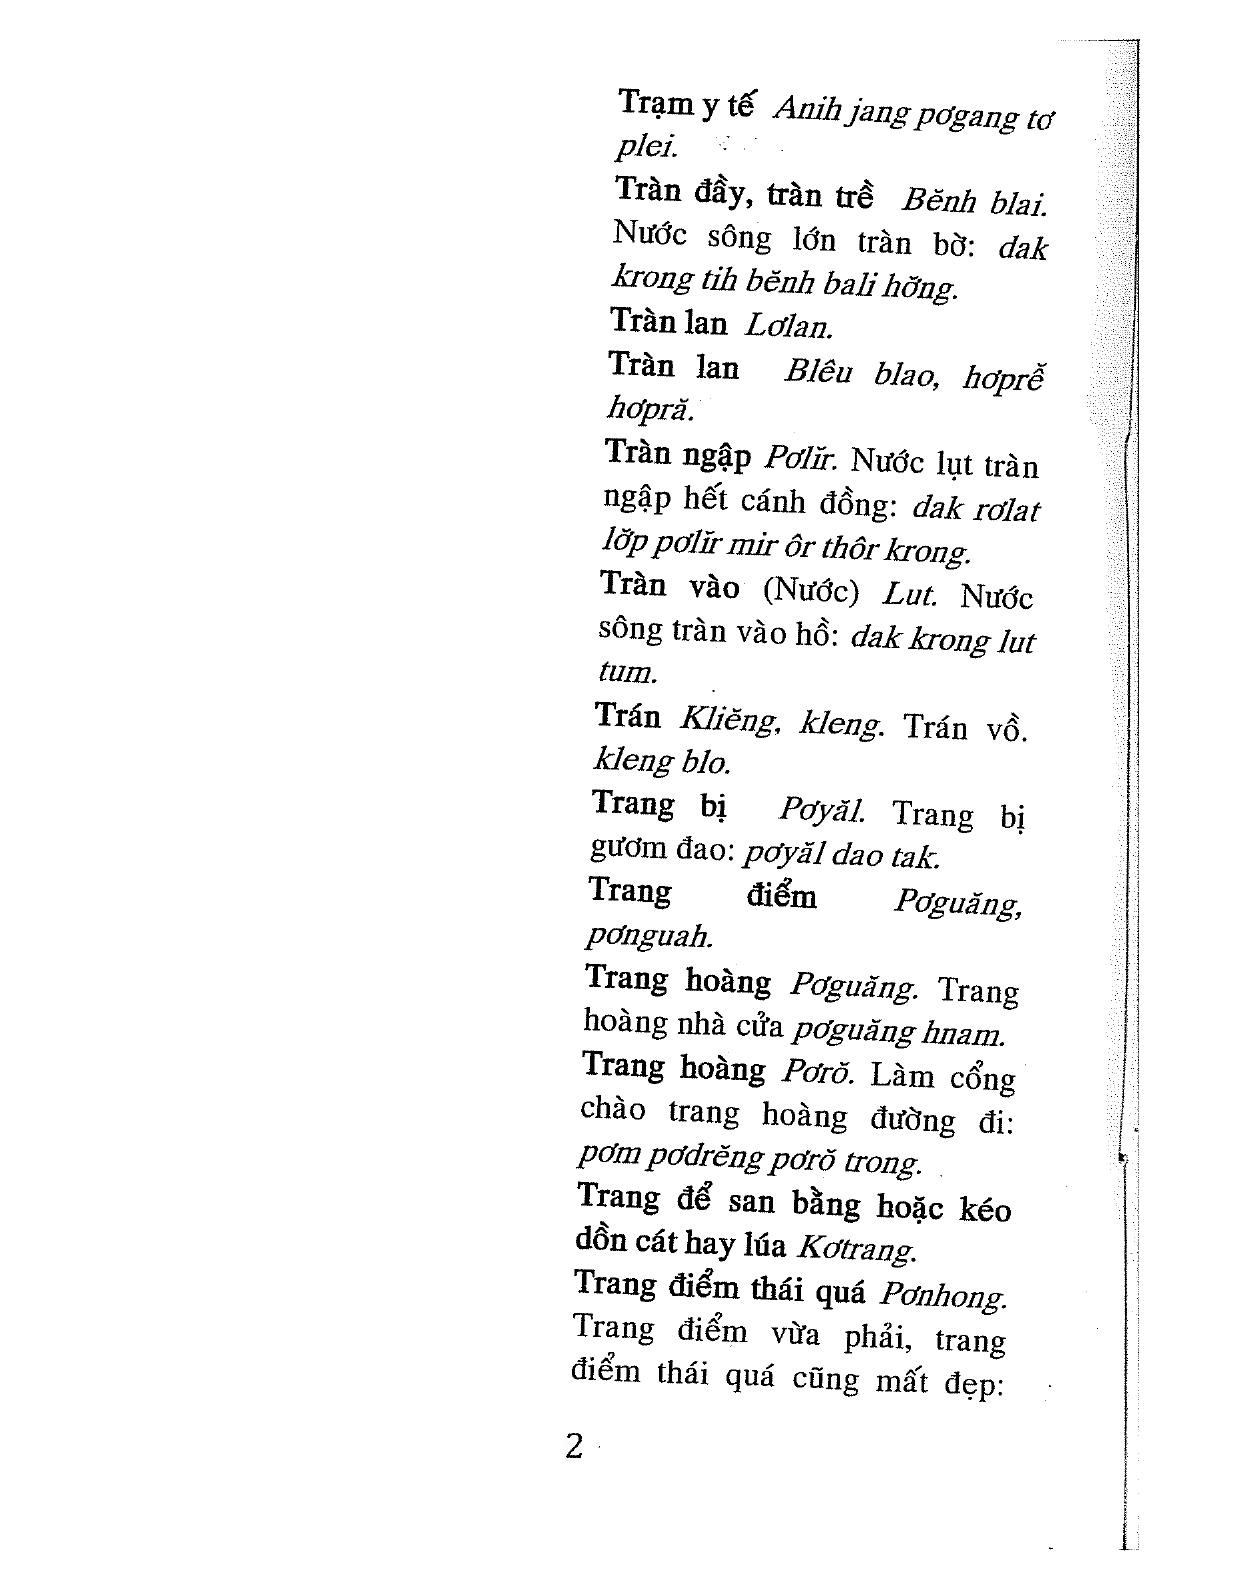 Trạm y tế Anih jang pơgang tơ
plei.
Tràn đầy, tràn trề Bĕnh blai.
Nước sông lớn tràn bờ: dak
krong tih bĕnh bali hơ̆ng.
Tràn lan Lơlan.
Tràn lan Blêu blao, hơprê̆
hơpră.
Tràn ngập Pơlĭr. Nước lụt tràn
ngập hết cánh đồng: dak rơlat
lơ̆p pơlĭr mir ôr thôr krong.
Tràn vào (Nước) Lut. Nước
sông tràn vào hồ: dak krong lut
tum.
Trán Kliĕng, kleng. Trán vồ.
kleng blo.
Trang bị Pơyăl. Trang bị
gươm đao: pơyăl dao tak.
Trang điểm Pơguăng,
pơnguah.
Trang hoàng Pơguăng. Trang
hoàng nhà cửa pơguăng hnam.
Trang hoàng Pơrŏ. Làm cổng
chào trang hoàng đường đi:
pơm pơdrĕng pơrŏ trong.
Trang để san bằng hoặc kéo
dồn cát hay lúa Kơtrang.
Trang điểm thái quá Pơnhong.
Trang điểm vừa phải, trang
điểm thái quá cũng mất đẹp:
2